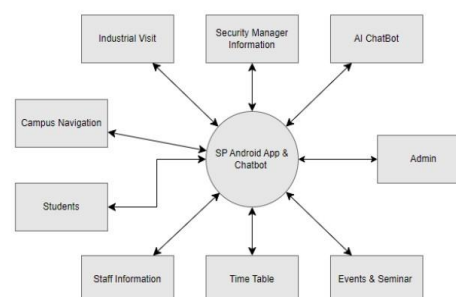 Industrial Visit
Security Manager
Information
AI ChatBot
Campus Navigation
SP Android App &
Chatbot
Admin
Students
Staff Information
Time Table
Events & Seminar